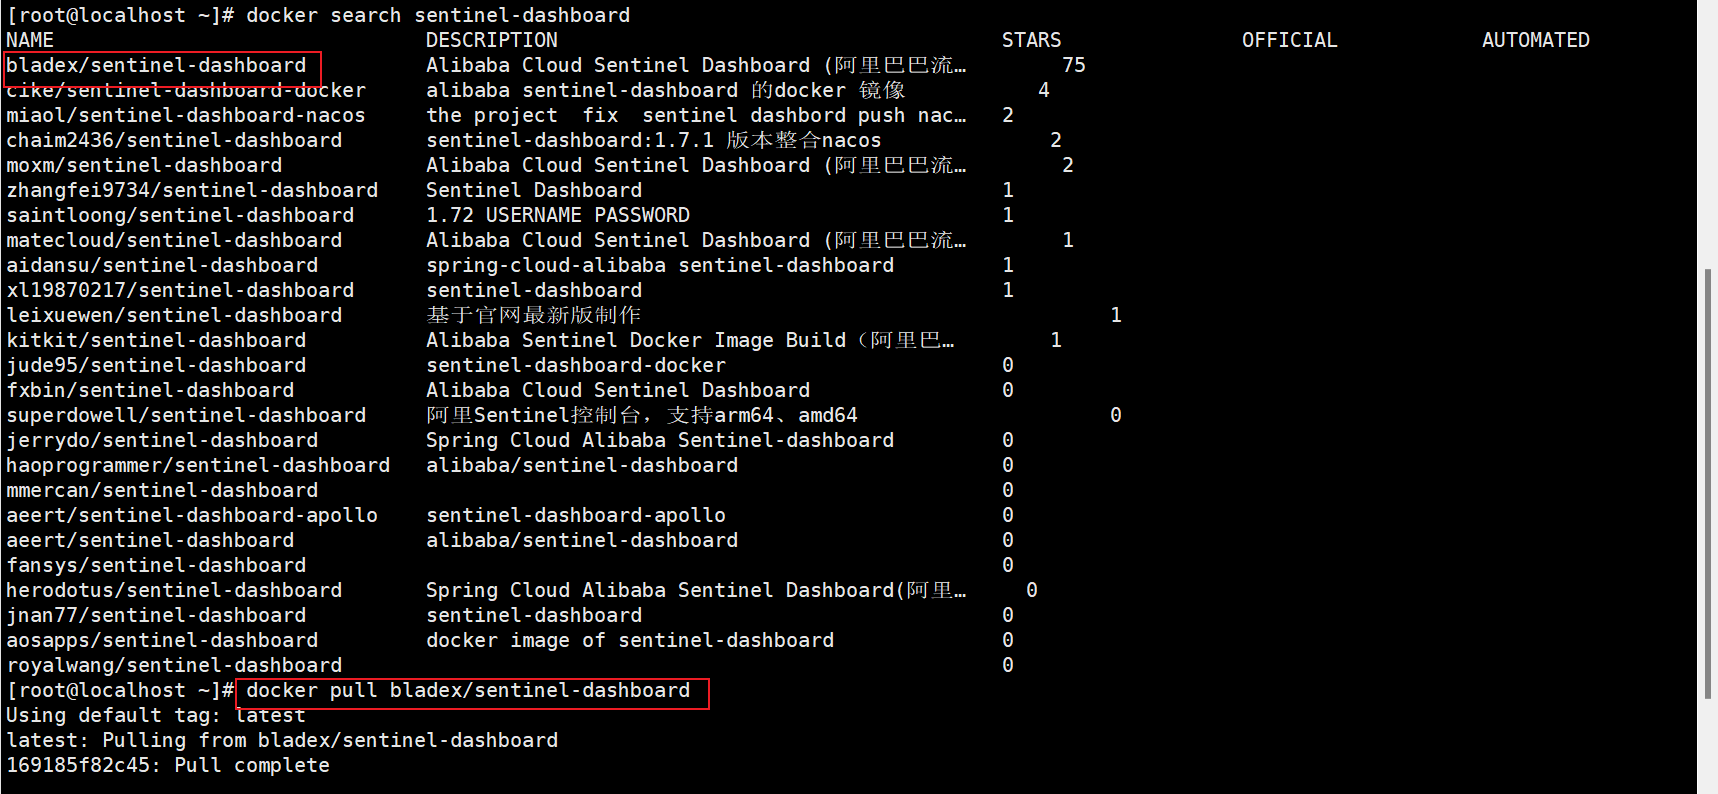 [root@localhost ~]# docker search sentinel-dashboard
NAME DESCRIPTION STARS OFFICIAL AUTOMATED
bladex/sentinel-dashboard Alibaba Cloud Sentinel Dashboard (阿里巴巴流… 75
cike/sentinel-dashboard-docker alibaba sentinel-dashboard 的docker 镜像 4
miaol/sentinel-dashboard-nacos the project  fix  sentinel dashbord push nac… 2
chaim2436/sentinel-dashboard sentinel-dashboard:1.7.1 版本整合nacos 2
moxm/sentinel-dashboard Alibaba Cloud Sentinel Dashboard (阿里巴巴流… 2
zhangfei9734/sentinel-dashboard Sentinel Dashboard 1
saintloong/sentinel-dashboard 1.72 USERNAME PASSWORD 1
matecloud/sentinel-dashboard Alibaba Cloud Sentinel Dashboard (阿里巴巴流… 1
aidansu/sentinel-dashboard spring-cloud-alibaba sentinel-dashboard 1
xl19870217/sentinel-dashboard sentinel-dashboard 1
leixuewen/sentinel-dashboard 基于官网最新版制作 1
kitkit/sentinel-dashboard Alibaba Sentinel Docker Image Build（阿里巴… 1
jude95/sentinel-dashboard sentinel-dashboard-docker 0
fxbin/sentinel-dashboard Alibaba Cloud Sentinel Dashboard 0
superdowell/sentinel-dashboard 阿里Sentinel控制台，支持arm64、amd64 0
jerrydo/sentinel-dashboard Spring Cloud Alibaba Sentinel-dashboard 0
haoprogrammer/sentinel-dashboard alibaba/sentinel-dashboard 0
mmercan/sentinel-dashboard 0
aeert/sentinel-dashboard-apollo sentinel-dashboard-apollo 0
aeert/sentinel-dashboard alibaba/sentinel-dashboard 0
fansys/sentinel-dashboard 0
herodotus/sentinel-dashboard Spring Cloud Alibaba Sentinel Dashboard(阿里… 0
jnan77/sentinel-dashboard sentinel-dashboard 0
aosapps/sentinel-dashboard docker image of sentinel-dashboard 0
royalwang/sentinel-dashboard 0
[root@localhost ~]# docker pull bladex/sentinel-dashboard
Using default tag: latest
latest: Pulling from bladex/sentinel-dashboard
169185f82c45: Pull complete